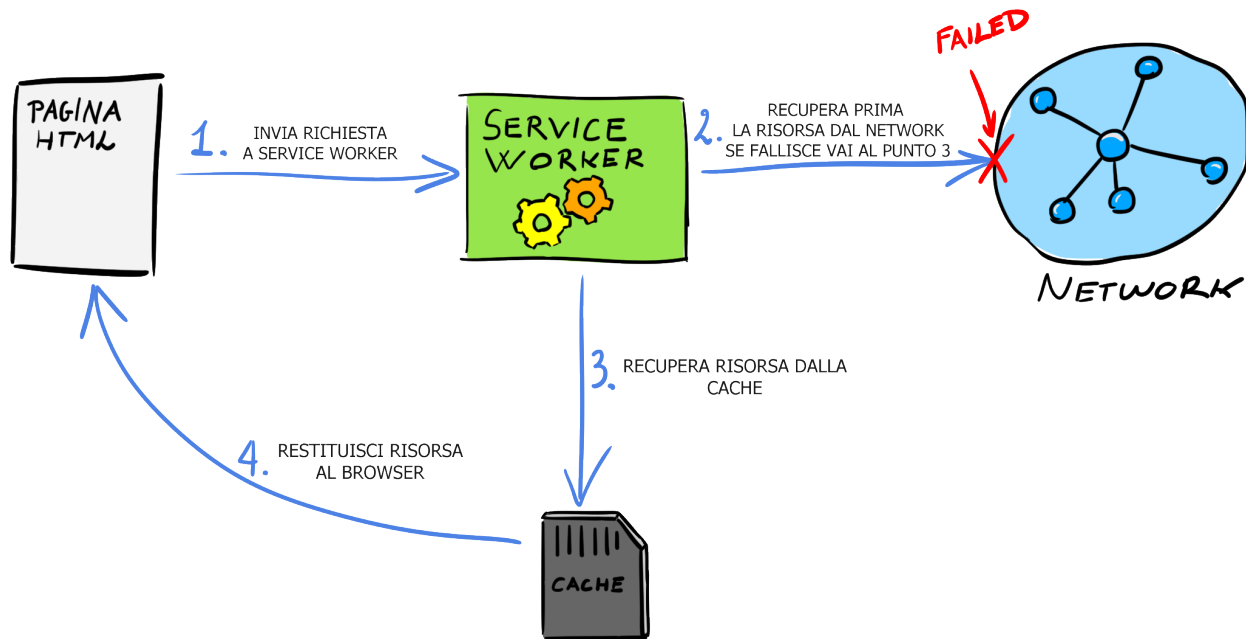 PAGINA
HTML
1.
INVIA RICHIESTA
A SERVICE WORKER
SERVICE
WORKER
2.
RECUPERA PRIMA
LA RISORSA DAL NETWORK
SE FALLISCE VAI AL PUNTO 3
FAILED
NETWORK
3.
RECUPERA RISORSA DALLA
CACHE
4.
RESTITUISCI RISORSA
AL BROWSER
CACHE